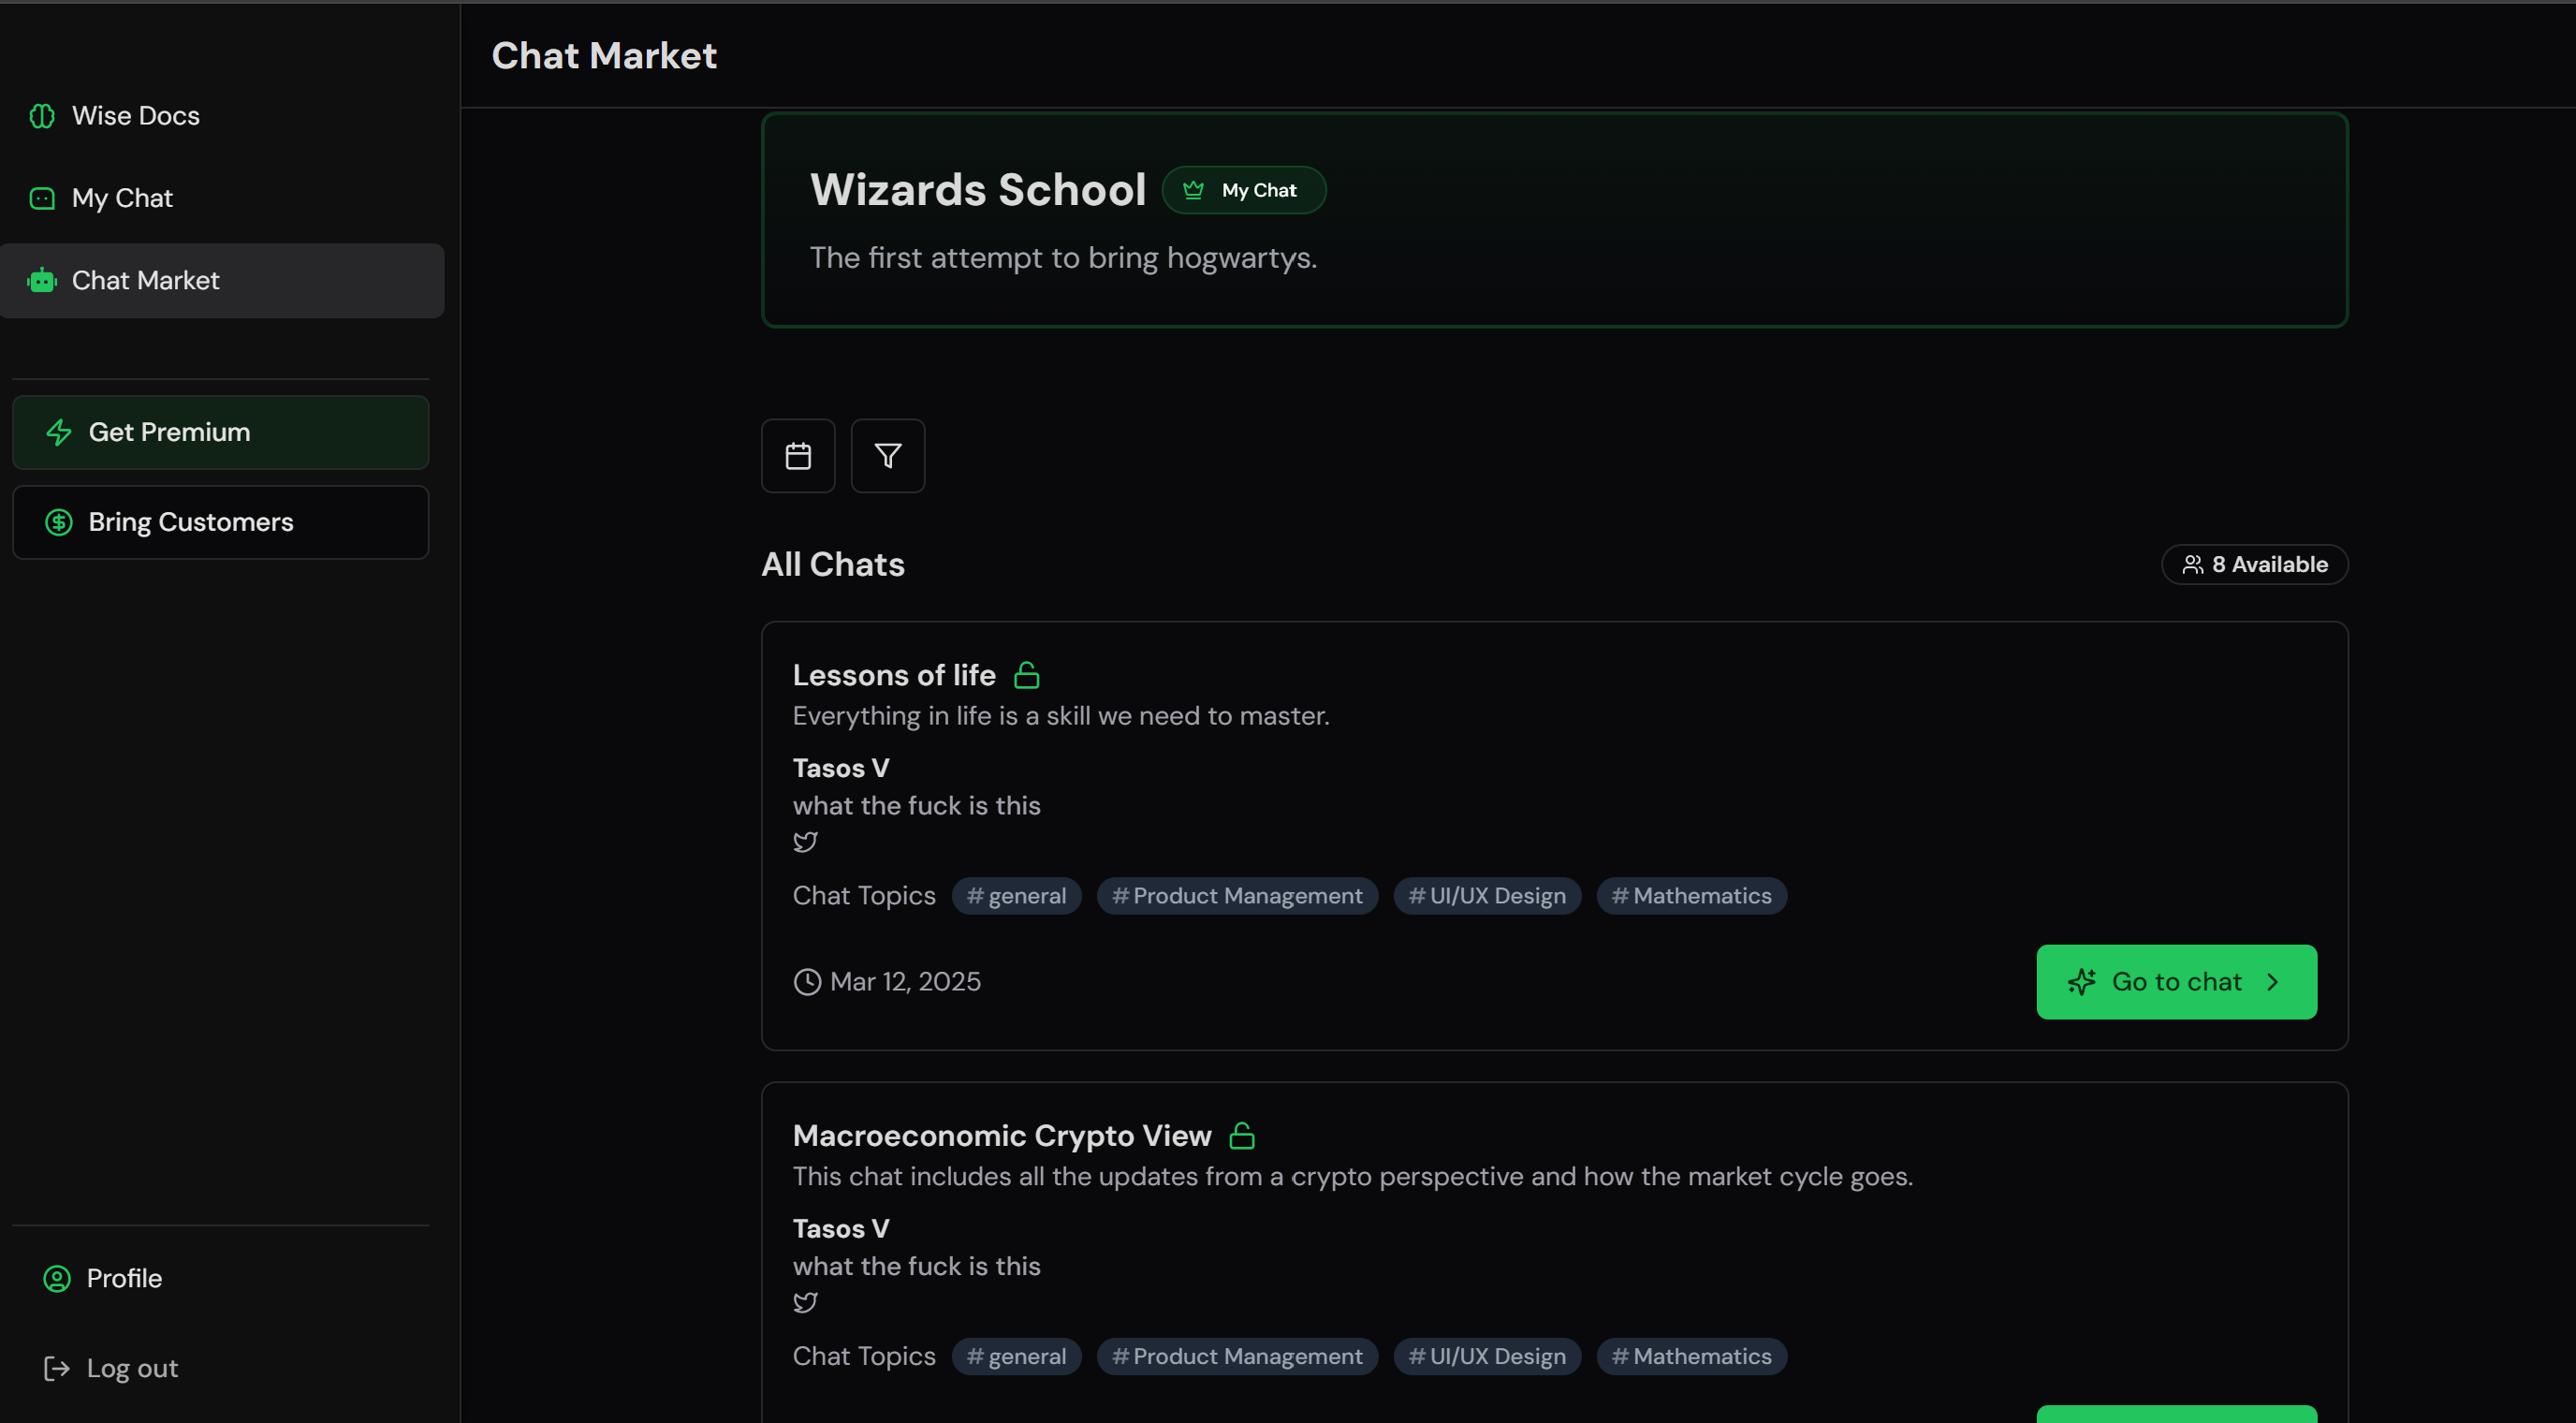 Chat Market
Wise Docs
My Chat
Chat Market
Get Premium
Bring Customers
Profile
Log out
Wizards School
My Chat
The first attempt to bring hogwartys.
All Chats
8 Available
Lessons of life
Everything in life is a skill we need to master.
Tasos V
what the fuck is this
Chat Topics #general #Product Management #UI/UX Design #Mathematics
Mar 12, 2025
Go to chat
Macroeconomic Crypto View
This chat includes all the updates from a crypto perspective and how the market cycle goes.
Tasos V
what the fuck is this
Chat Topics #general #Product Management #UI/UX Design #Mathematics